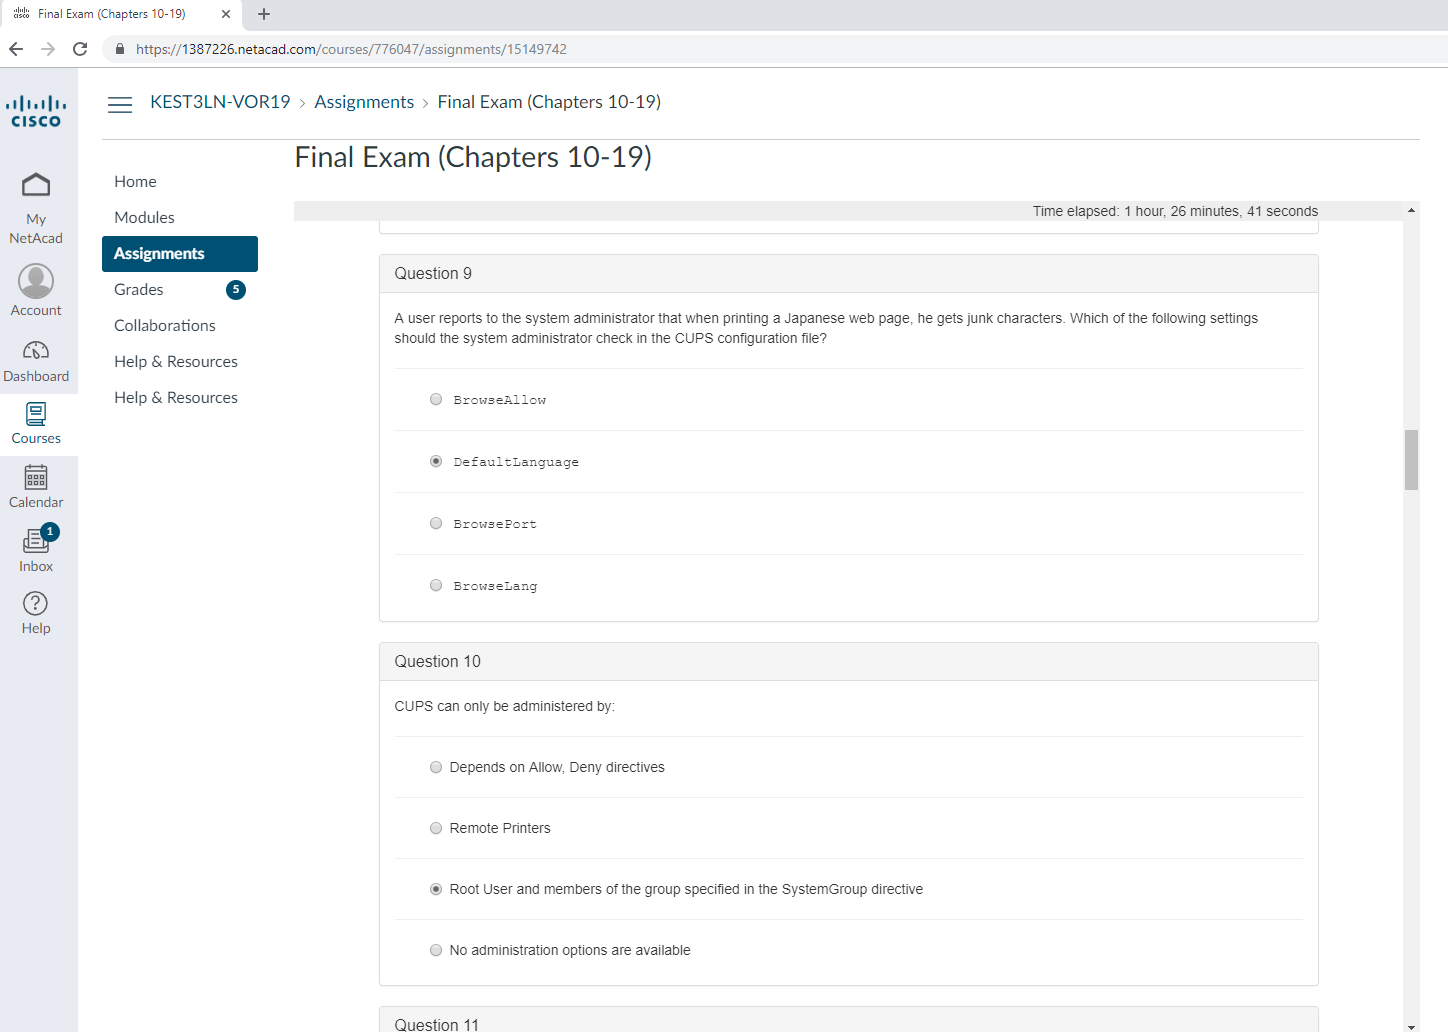 Final Exam (Chapters 10-19)
https://1387226.netacad.com/courses/776047/assignments/15149742
CISCO
KEST3LN-VOR19 > Assignments > Final Exam (Chapters 10-19)
Final Exam (Chapters 10-19)
My
NetAcad
Account
Dashboard
Courses
Calendar
1
Inbox
Help
Home
Modules
Assignments
Grades 5
Collaborations
Help & Resources
Help & Resources
Time elapsed: 1 hour, 26 minutes, 41 seconds
Question 9
A user reports to the system administrator that when printing a Japanese web page, he gets junk characters. Which of the following settings
should the system administrator check in the CUPS configuration file?
BrowseAllow
DefaultLanguage
BrowsePort
BrowseLang
Question 10
CUPS can only be administered by:
Depends on Allow, Deny directives
Remote Printers
Root User and members of the group specified in the SystemGroup directive
No administration options are available
Question 11